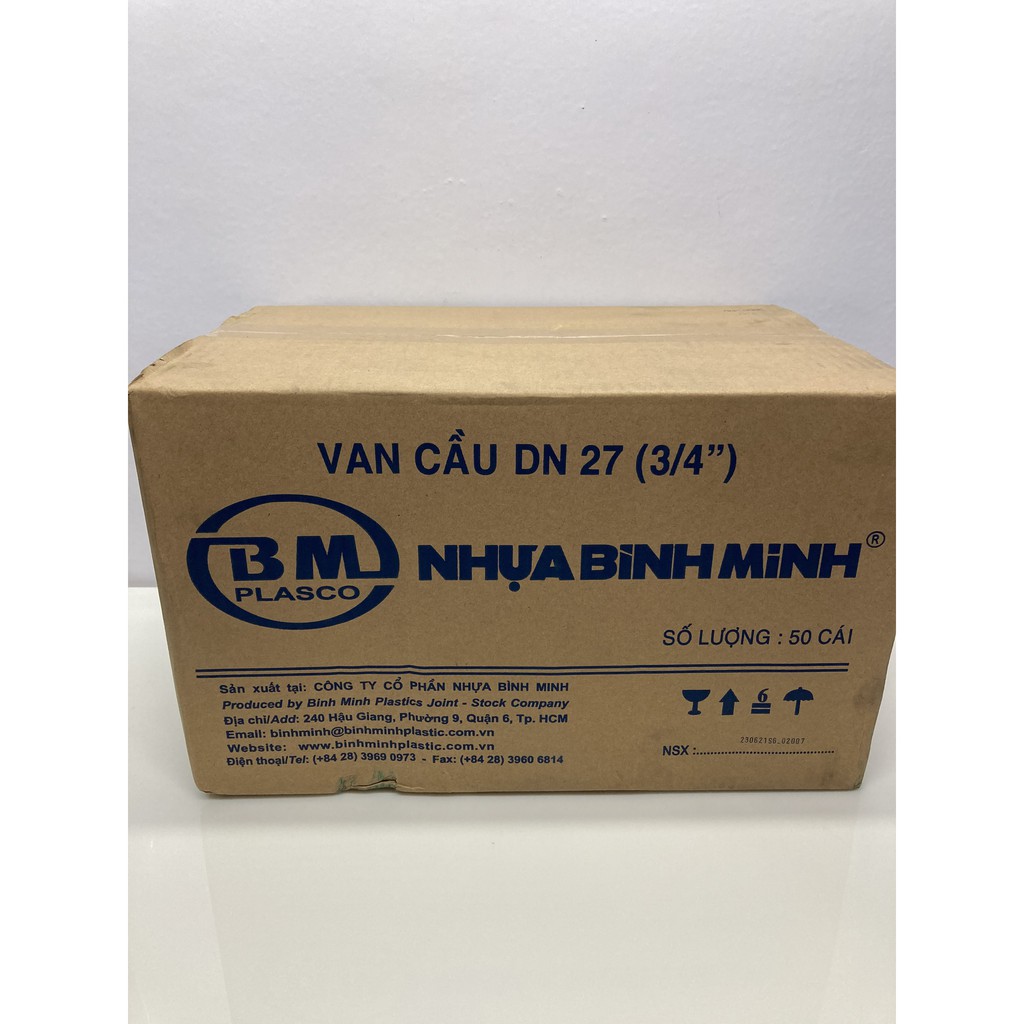 VAN CẦU DN 27 (3/4”)
BM
PLASCO
NHỰA BÌNH MINH ®
SỐ LƯỢNG : 50 CÁI
Sản xuất tại: CÔNG TY CỔ PHẦN NHỰA BÌNH MINH
Produced by Binh Minh Plastics Joint - Stock Company
Địa chỉ/Add: 240 Hậu Giang, Phường 9, Quận 6, Tp. HCM
Email: binhminh@binhminhplastic.com.vn
Website: www.binhminhplastic.com.vn
Điện thoại/Tel: (+84 28) 3969 0973 - Fax: (+84 28) 3960 6814
6
NSX :